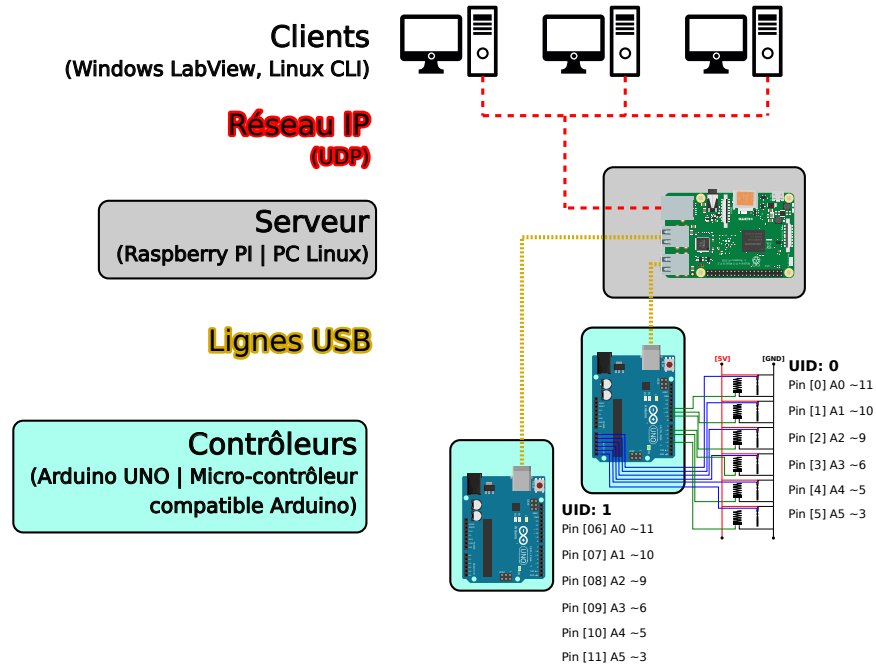 Clients
(Windows LabView, Linux CLI)
Réseau IP
(UDP)
Serveur
(Raspberry PI | PC Linux)
Lignes USB
Contrôleurs
(Arduino UNO | Micro-contrôleur
compatible Arduino)
[5V]
[GND]
UID: 0
Pin [0] A0 ~11
Pin [1] A1 ~10
Pin [2] A2 ~9
Pin [3] A3 ~6
Pin [4] A4 ~5
Pin [5] A5 ~3
UNO
UID: 1
Pin [06] A0 ~11
Pin [07] A1 ~10
Pin [08] A2 ~9
Pin [09] A3 ~6
Pin [10] A4 ~5
Pin [11] A5 ~3
UNO